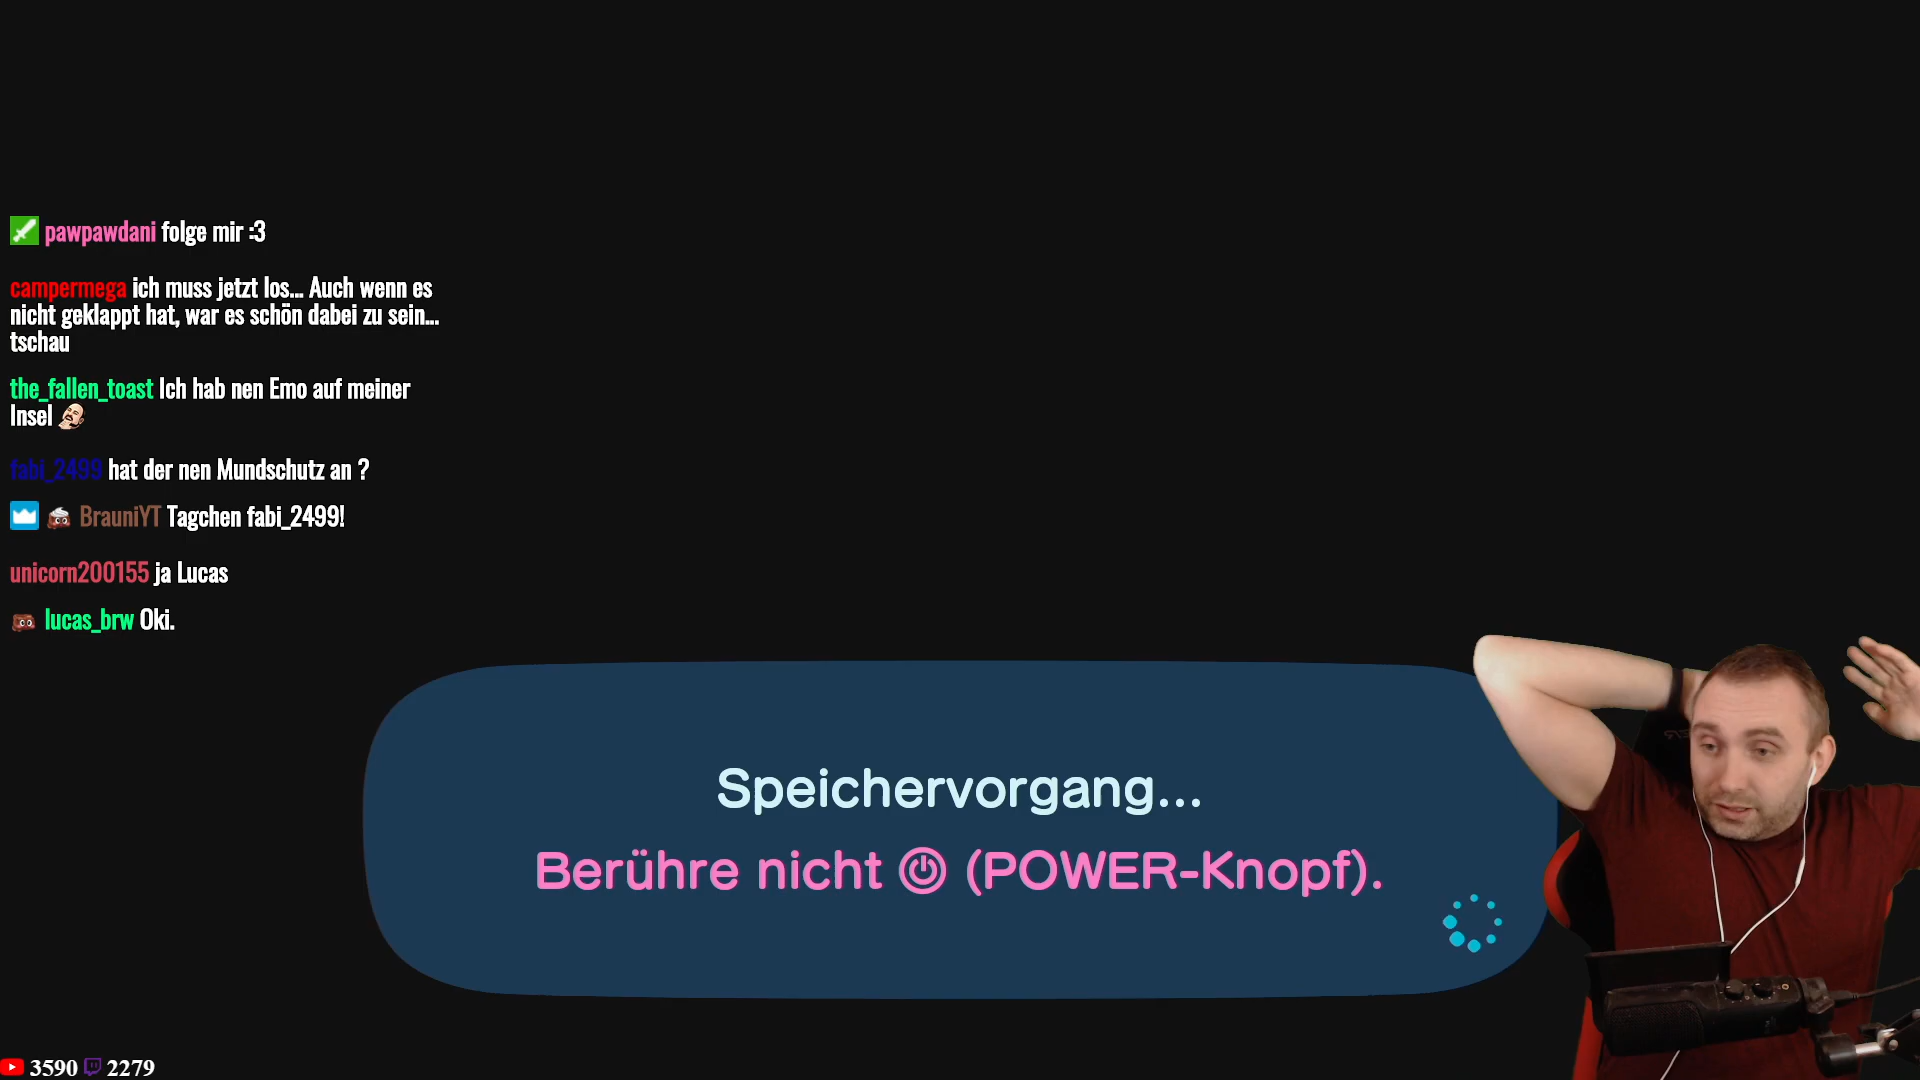 pawpawdani folge mir :3
campermega ich muss jetzt los... Auch wenn es
nicht geklappt hat, war es schön dabei zu sein...
tschau
the_fallen_toast Ich hab nen Emo auf meiner
Insel
fabi_2499 hat der nen Mundschutz an ?
BrauniYT Tagchen fabi_2499!
unicorn200155 ja Lucas
lucas_brw Oki.
Speichervorgang...
Berühre nicht (POWER-Knopf).
3590 2279